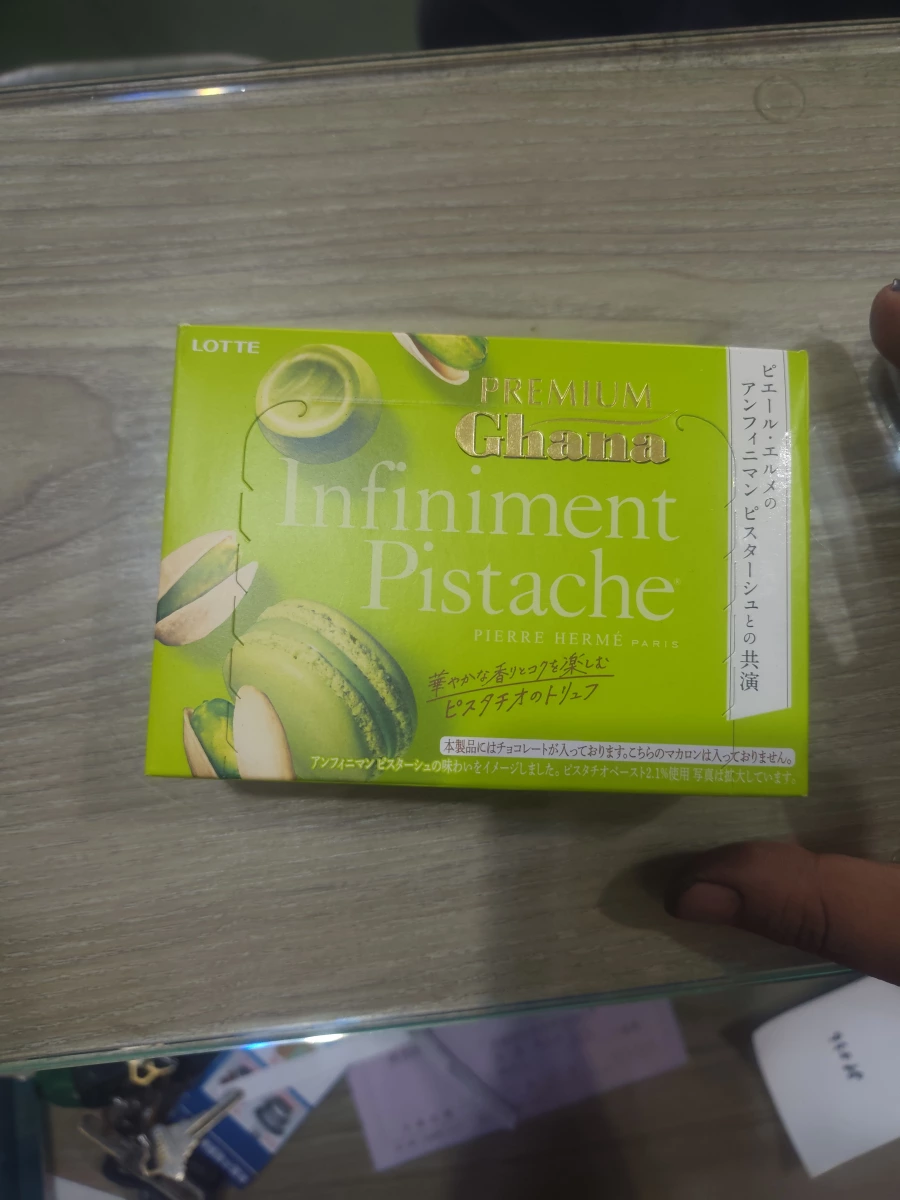 LOTTE
PREMIUM
Ghana
Infiniment
Pistache
PIERRE HERMÉ PARIS
華やかな香りとコクを楽しむ
ピスタチオのトリュフ
ピエール・エルメの
アンフィニマン ピスターシュとの共演
本製品にはチョコレートが入っております。こちらのマカロンは入っておりません。
アンフィニマン ピスターシュの味わいをイメージしました。ピスタチオペースト2.1%使用 写真は拡大しています。